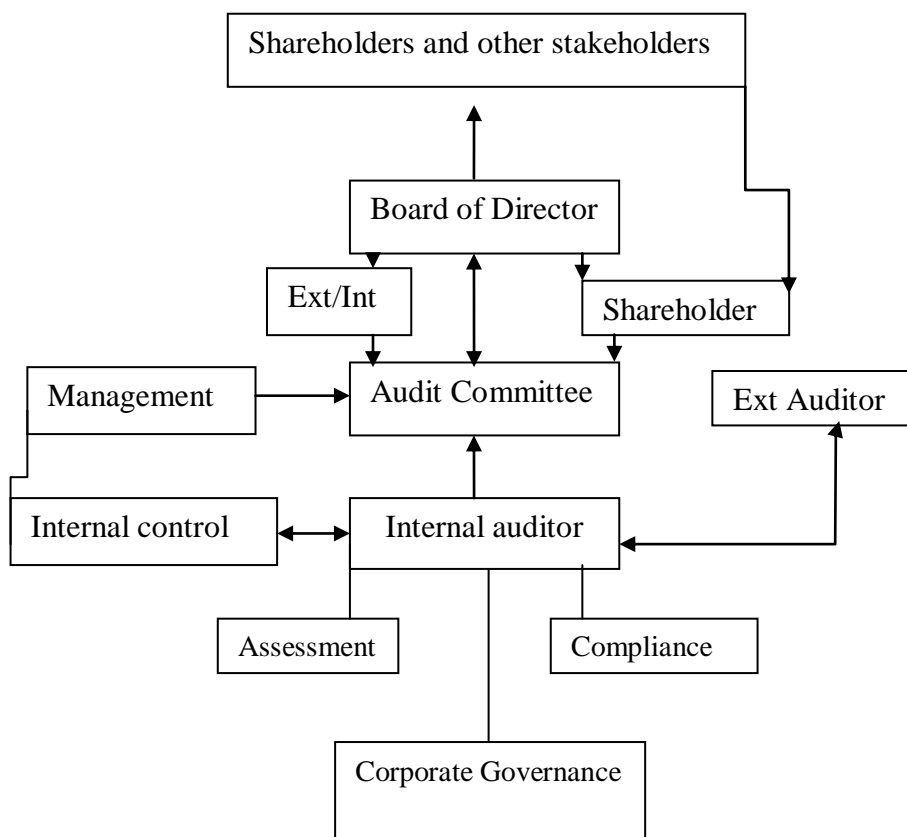 Shareholders and other stakeholders
Board of Director
Ext/Int
Shareholder
Management
Audit Committee
Ext Auditor
Internal control
Internal auditor
Assessment
Compliance
Corporate Governance